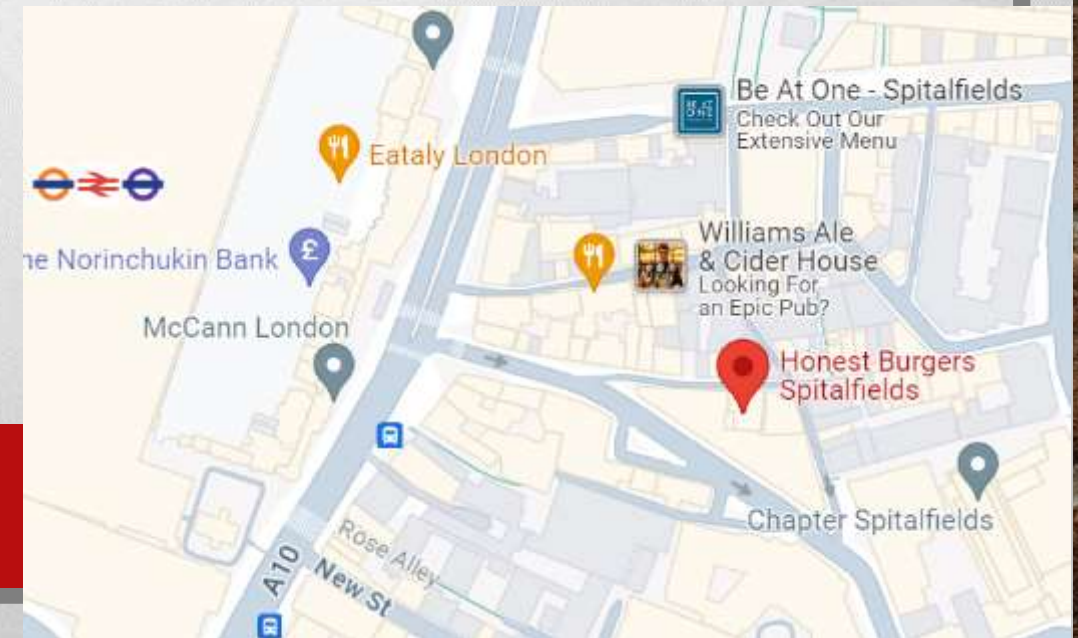 Be At One - Spitalfields
Check Out Our
Extensive Menu
Eataly London
Williams Ale
& Cider House
Looking For
an Epic Pub?
ne Norinchukin Bank
McCann London
Honest Burgers
Spitalfields
Chapter Spitalfields
Rose Alley
A10
New St